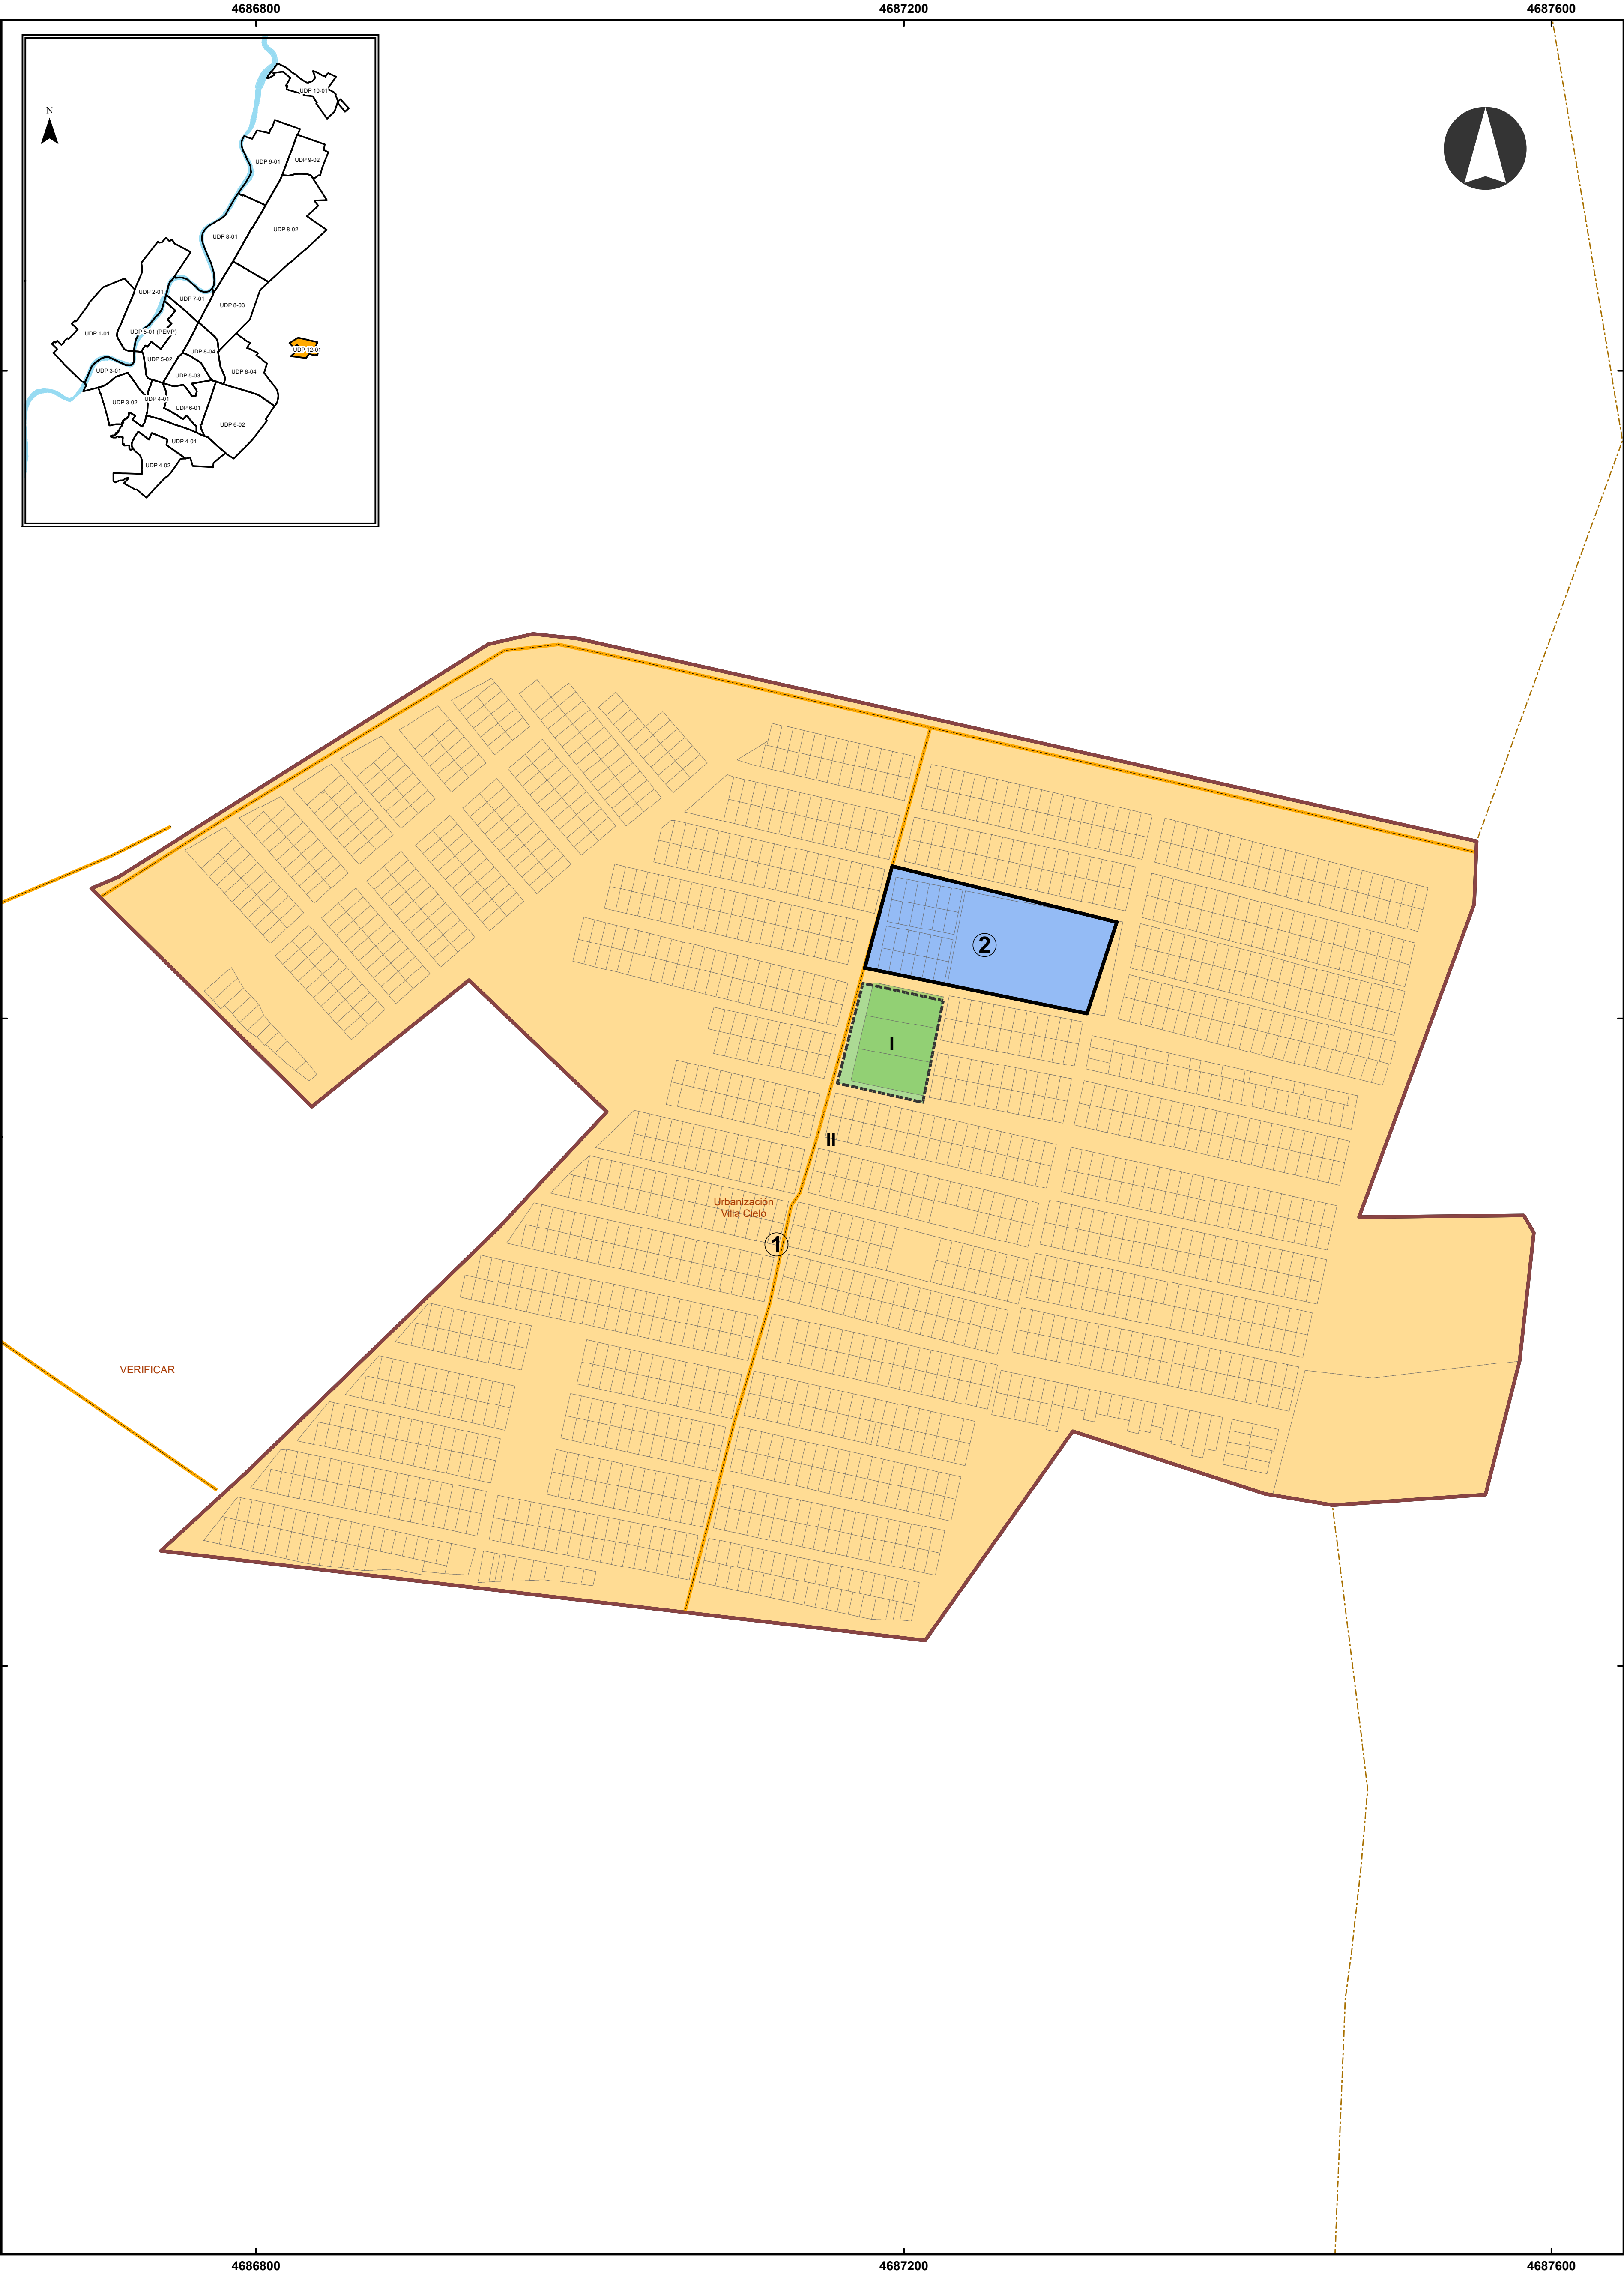 4686800 4687200 4687600
N
UDP 10-01
UDP 9-01
UDP 9-02
UDP 8-02
UDP 8-01
UDP 2-01
UDP 7-01
UDP 8-03
UDP 5-01 (PEMP)
UDP 1-01
UDP 12-01
UDP 8-04
UDP 5-02
UDP 3-01
UDP 5-03
UDP 8-04
UDP 4-01
UDP 3-02
UDP 6-01
UDP 6-02
UDP 4-01
UDP 4-02
2
I
II
Urbanización
Villa Cielo
1
VERIFICAR
4686800 4687200 4687600